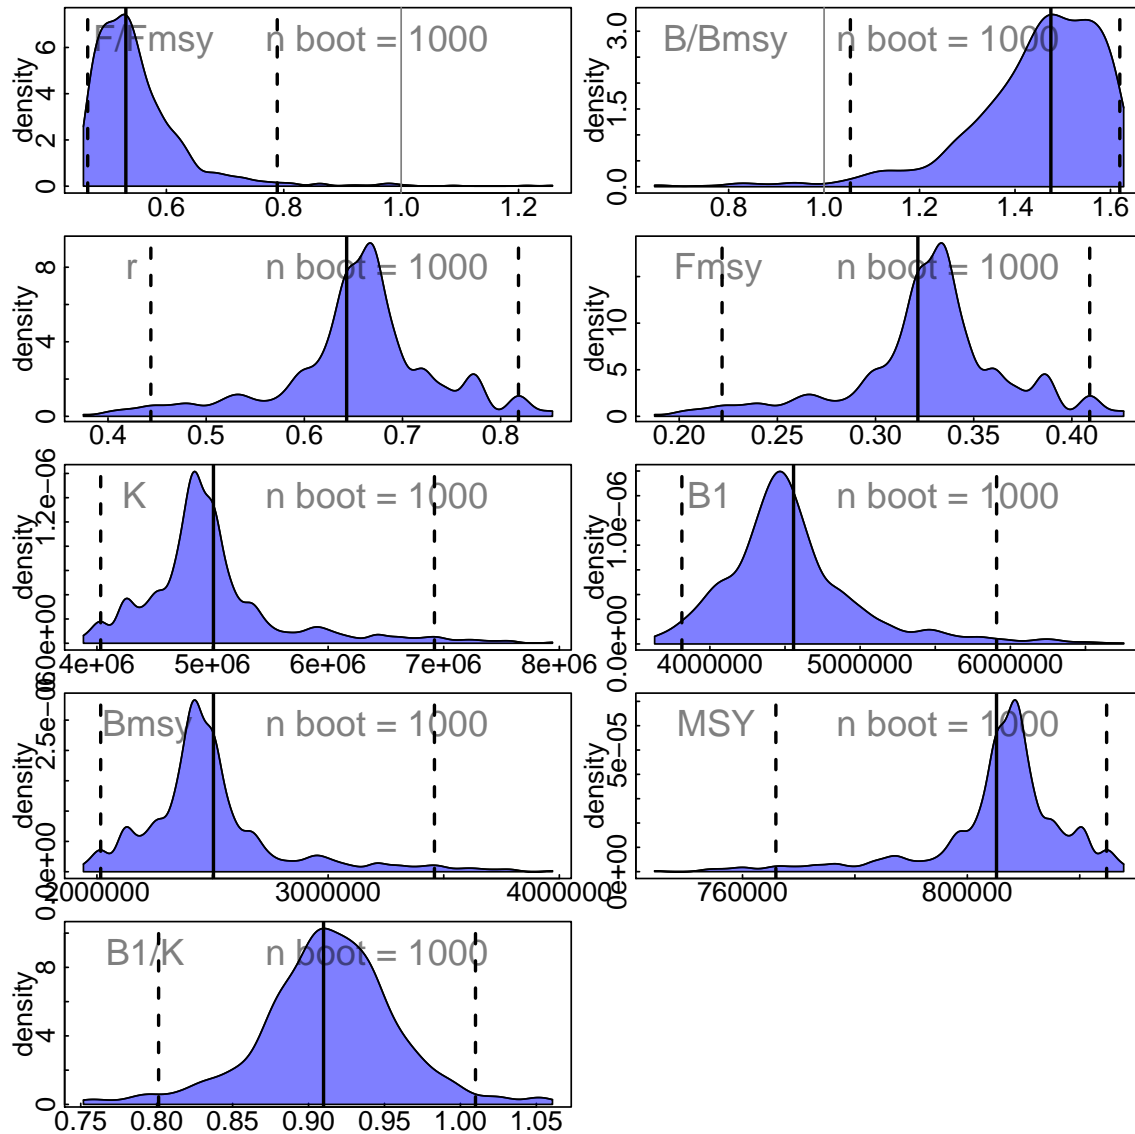 F/Fmsy n boot = 1000
density
0 2 4 6
0.6 0.8 1.0 1.2
B/Bmsy n boot = 1000
density
0.0 1.5 3.0
0.8 1.0 1.2 1.4 1.6
r n boot = 1000
density
0 4 8
0.4 0.5 0.6 0.7 0.8
Fmsy n boot = 1000
density
0 5 10
0.20 0.25 0.30 0.35 0.40
K n boot = 1000
density
1.2e−06
4e+06 5e+06 6e+06 7e+06 8e+06
B1 n boot = 1000
density
0.0e+00 1.0e−06
4000000 5000000 6000000
Bmsy n boot = 1000
density
0.0e+00 2.5e−06
2000000 3000000 4000000
MSY n boot = 1000
density
0e+00 5e−05
760000 800000
B1/K n boot = 1000
density
0 4 8
0.75 0.80 0.85 0.90 0.95 1.00 1.05